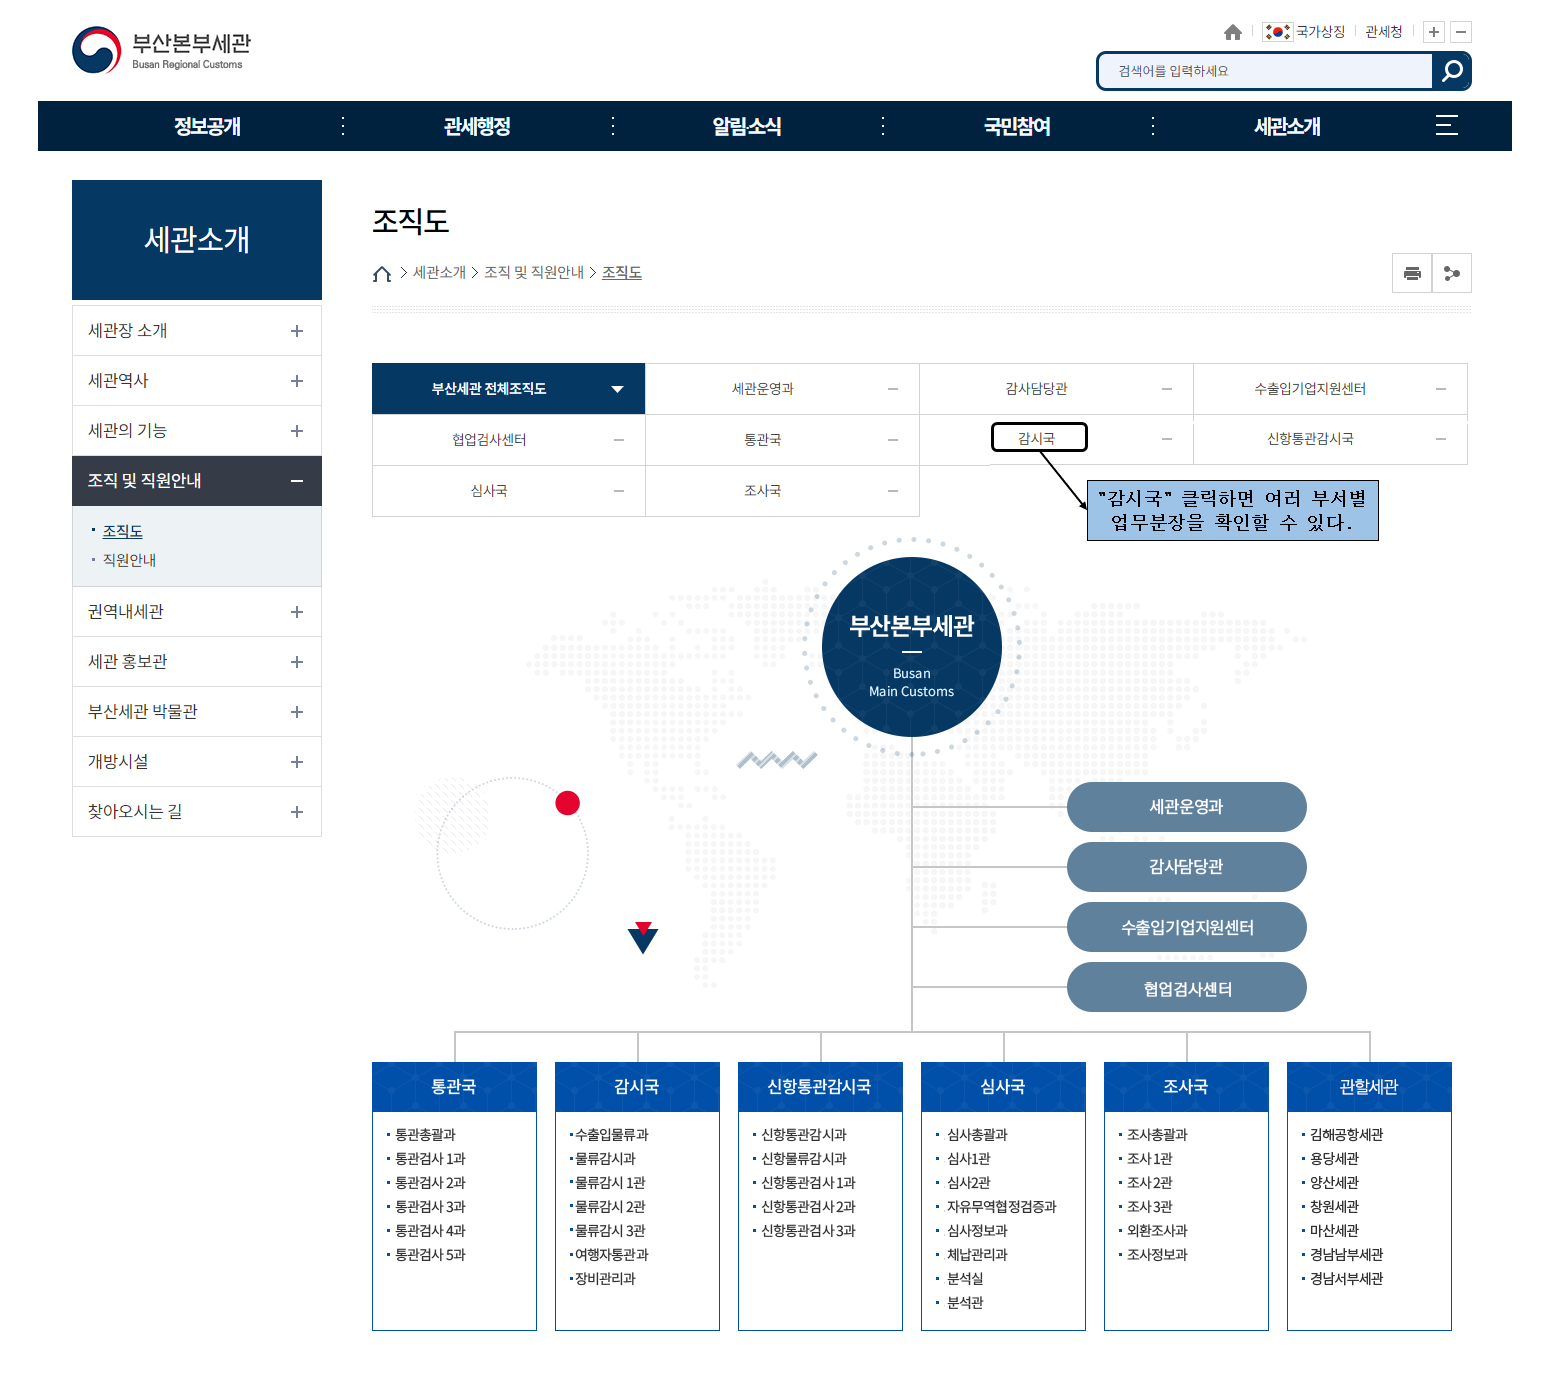 부산본부세관
Busan Regional Customs
국가상징
관세청
검색어를 입력하세요
정보공개
관세행정
알림·소식
국민참여
세관소개
세관소개
세관장 소개
세관역사
세관의 기능
조직 및 직원안내
조직도
직원안내
권역내세관
세관 홍보관
부산세관 박물관
개방시설
찾아오시는 길
조직도
세관소개 > 조직 및 직원안내 > 조직도
부산세관 전체조직도
세관운영과
감사담당관
수출입기업지원센터
협업검사센터
통관국
감시국
신항통관감시국
심사국
조사국
"감시국" 클릭하면 여러 부서별
업무분장을 확인할 수 있다.
부산본부세관
Busan
Main Customs
세관운영과
감사담당관
수출입기업지원센터
협업검사센터
통관국
통관총괄과
통관검사 1과
통관검사 2과
통관검사 3과
통관검사 4과
통관검사 5과
감시국
수출입물류과
물류감시과
물류감시 1관
물류감시 2관
물류감시 3관
여행자통관과
장비관리과
신항통관감시국
신항통관감시과
신항물류감시과
신항통관검사 1과
신항통관검사 2과
신항통관검사 3과
심사국
심사총괄과
심사1관
심사2관
자유무역협정검증과
심사정보과
체납관리과
분석실
분석관
조사국
조사총괄과
조사 1관
조사 2관
조사 3관
외환조사과
조사정보과
관할세관
김해공항세관
용당세관
양산세관
창원세관
마산세관
경남남부세관
경남서부세관